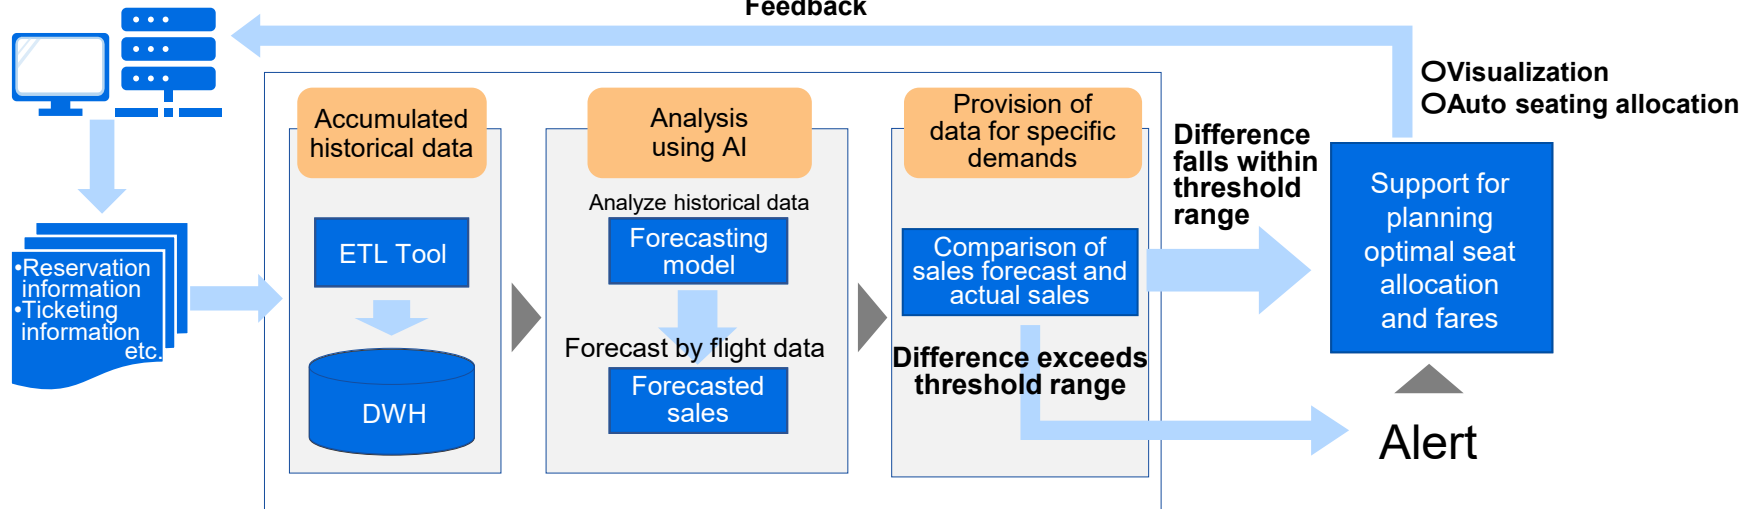 Feedback
〇Visualization
〇Auto seating allocation
Accumulated
historical data
Analysis
using AI
Provision of
data for specific
demands
Difference
falls within
threshold
range
Support for
planning
optimal seat
allocation
and fares
•Reservation
information
•Ticketing
information
etc.
ETL Tool
DWH
Analyze historical data
Forecasting
model
Forecast by flight data
Forecasted
sales
Comparison of
sales forecast and
actual sales
Difference exceeds
threshold range
Alert